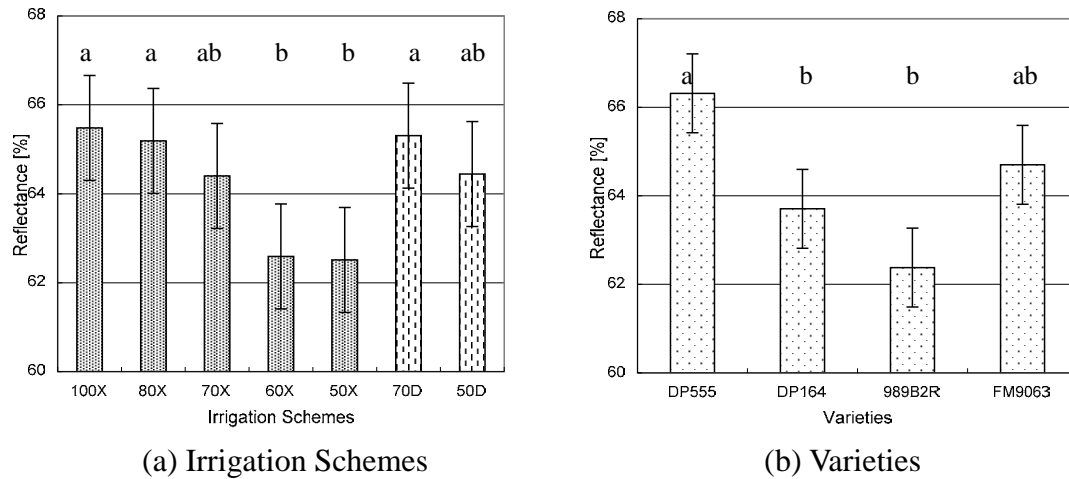 68
66
64
62
60
Reflectance [%]
a a ab b b a ab
100X 80X 70X 60X 50X 70D 50D
Irrigation Schemes
(a) Irrigation Schemes
68
66
64
62
60
Reflectance [%]
a b b ab
DP555 DP164 989B2R FM9063
Varieties
(b) Varieties